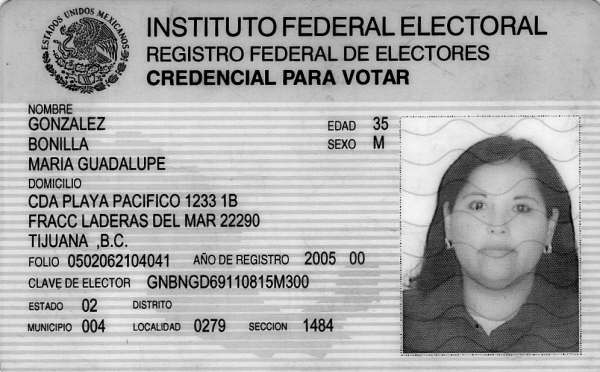 ESTADOS UNIDOS MEXICANOS
INSTITUTO FEDERAL ELECTORAL
REGISTRO FEDERAL DE ELECTORES
CREDENCIAL PARA VOTAR
NOMBRE
GONZALEZ
BONILLA
MARIA GUADALUPE
EDAD 35
SEXO M
DOMICILIO
CDA PLAYA PACIFICO 1233 1B
FRACC LADERAS DEL MAR 22290
TIJUANA ,B.C.
FOLIO 0502062104041 AÑO DE REGISTRO 2005 00
CLAVE DE ELECTOR GNBNGD69110815M300
ESTADO 02 DISTRITO
MUNICIPIO 004 LOCALIDAD 0279 SECCION 1484